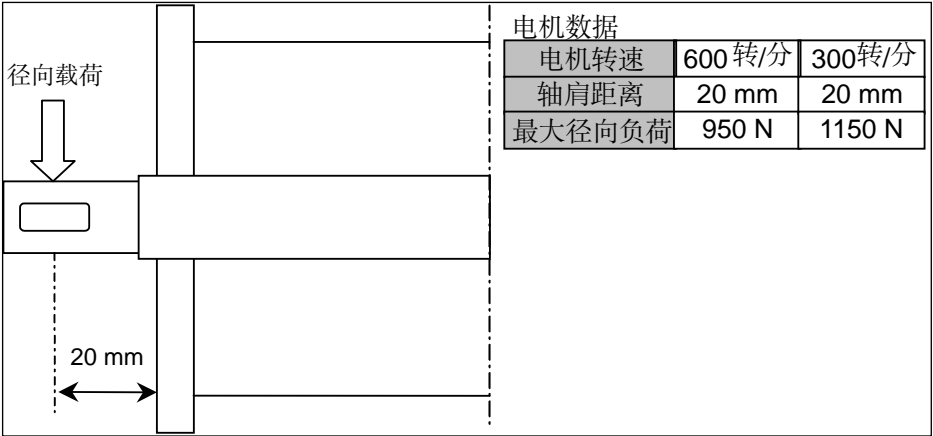 径向载荷
20 mm
电机数据
电机转速 600转/分 300转/分
轴肩距离 20 mm 20 mm
最大径向负荷 950 N 1150 N